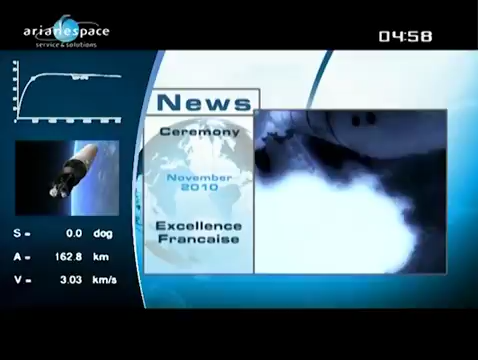 arianespace
service & solutions
04:58
News
Ceremony
November
2010
Excellence
Francaise
S = 0.0 dog
A = 162.8 km
V = 3.03 km/s